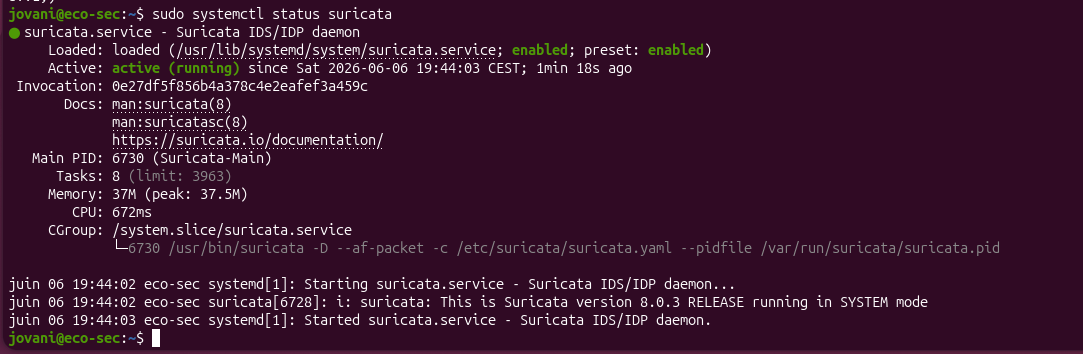 jovani@eco-sec:~$ sudo systemctl status suricata
● suricata.service - Suricata IDS/IDP daemon
     Loaded: loaded (/usr/lib/systemd/system/suricata.service; enabled; preset: enabled)
     Active: active (running) since Sat 2026-06-06 19:44:03 CEST; 1min 18s ago
 Invocation: 0e27df5f856b4a378c4e2eafef3a459c
       Docs: man:suricata(8)
             man:suricatasc(8)
             https://suricata.io/documentation/
   Main PID: 6730 (Suricata-Main)
      Tasks: 8 (limit: 3963)
     Memory: 37M (peak: 37.5M)
        CPU: 672ms
     CGroup: /system.slice/suricata.service
             └─6730 /usr/bin/suricata -D --af-packet -c /etc/suricata/suricata.yaml --pidfile /var/run/suricata/suricata.pid
juin 06 19:44:02 eco-sec systemd[1]: Starting suricata.service - Suricata IDS/IDP daemon...
juin 06 19:44:02 eco-sec suricata[6728]: i: suricata: This is Suricata version 8.0.3 RELEASE running in SYSTEM mode
juin 06 19:44:03 eco-sec systemd[1]: Started suricata.service - Suricata IDS/IDP daemon.
jovani@eco-sec:~$